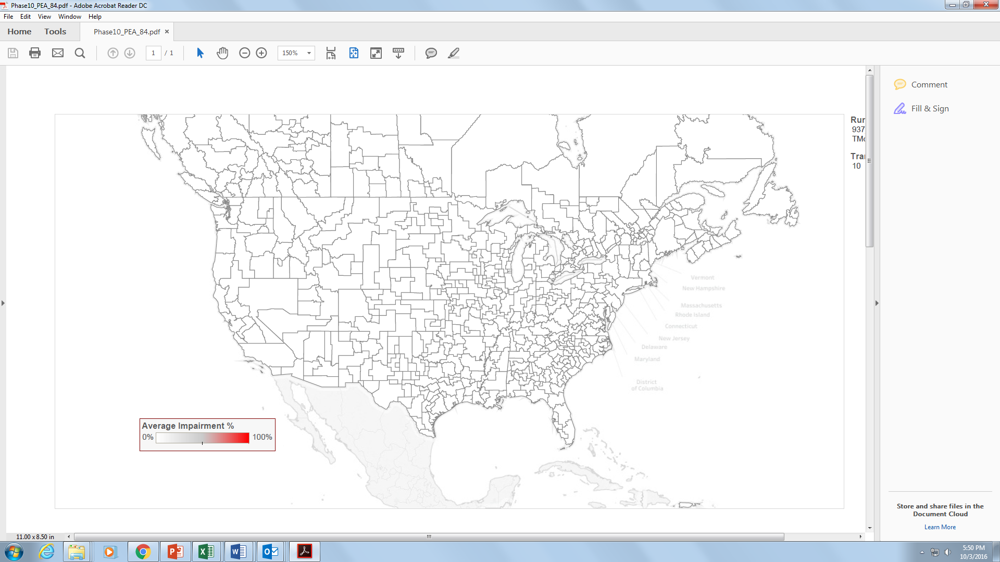 Phase10_PEA_84.pdf - Adobe Acrobat Reader DC
File Edit View Window Help
Home Tools Phase10_PEA_84.pdf ×
1 / 1 150%
Comment
Fill & Sign
Rur
937
TMo
Trai
10
Vermont
New Hampshire
Massachusetts
Rhode Island
Connecticut
New Jersey
Delaware
Maryland
District
of Columbia
Average Impairment %
0% 100%
Store and share files in the
Document Cloud
Learn More
11.00 x 8.50 in
5:50 PM
10/3/2016